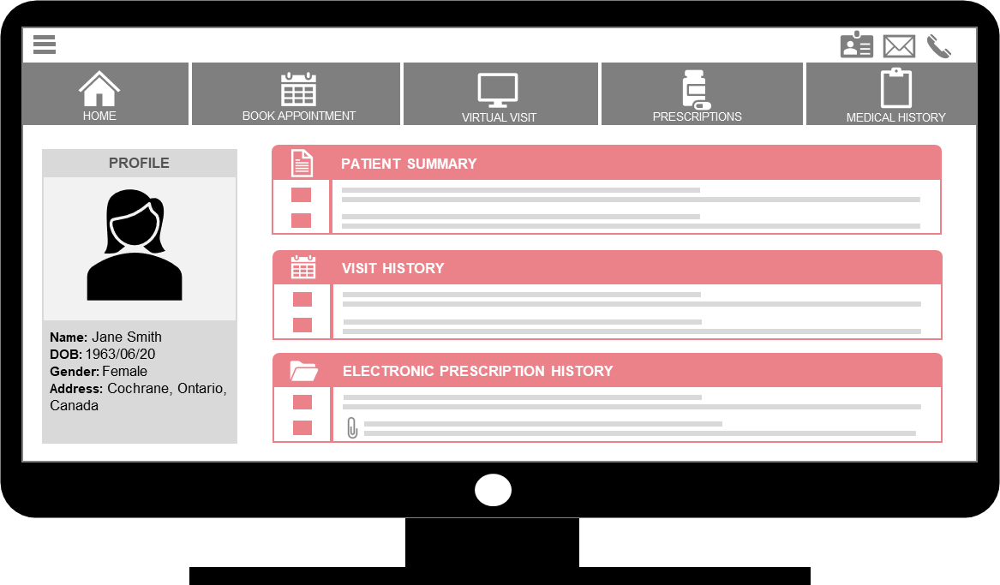 HOME
BOOK APPOINTMENT
VIRTUAL VISIT
PRESCRIPTIONS
MEDICAL HISTORY
PROFILE
Name: Jane Smith
DOB: 1963/06/20
Gender: Female
Address: Cochrane, Ontario,
Canada
PATIENT SUMMARY
VISIT HISTORY
ELECTRONIC PRESCRIPTION HISTORY